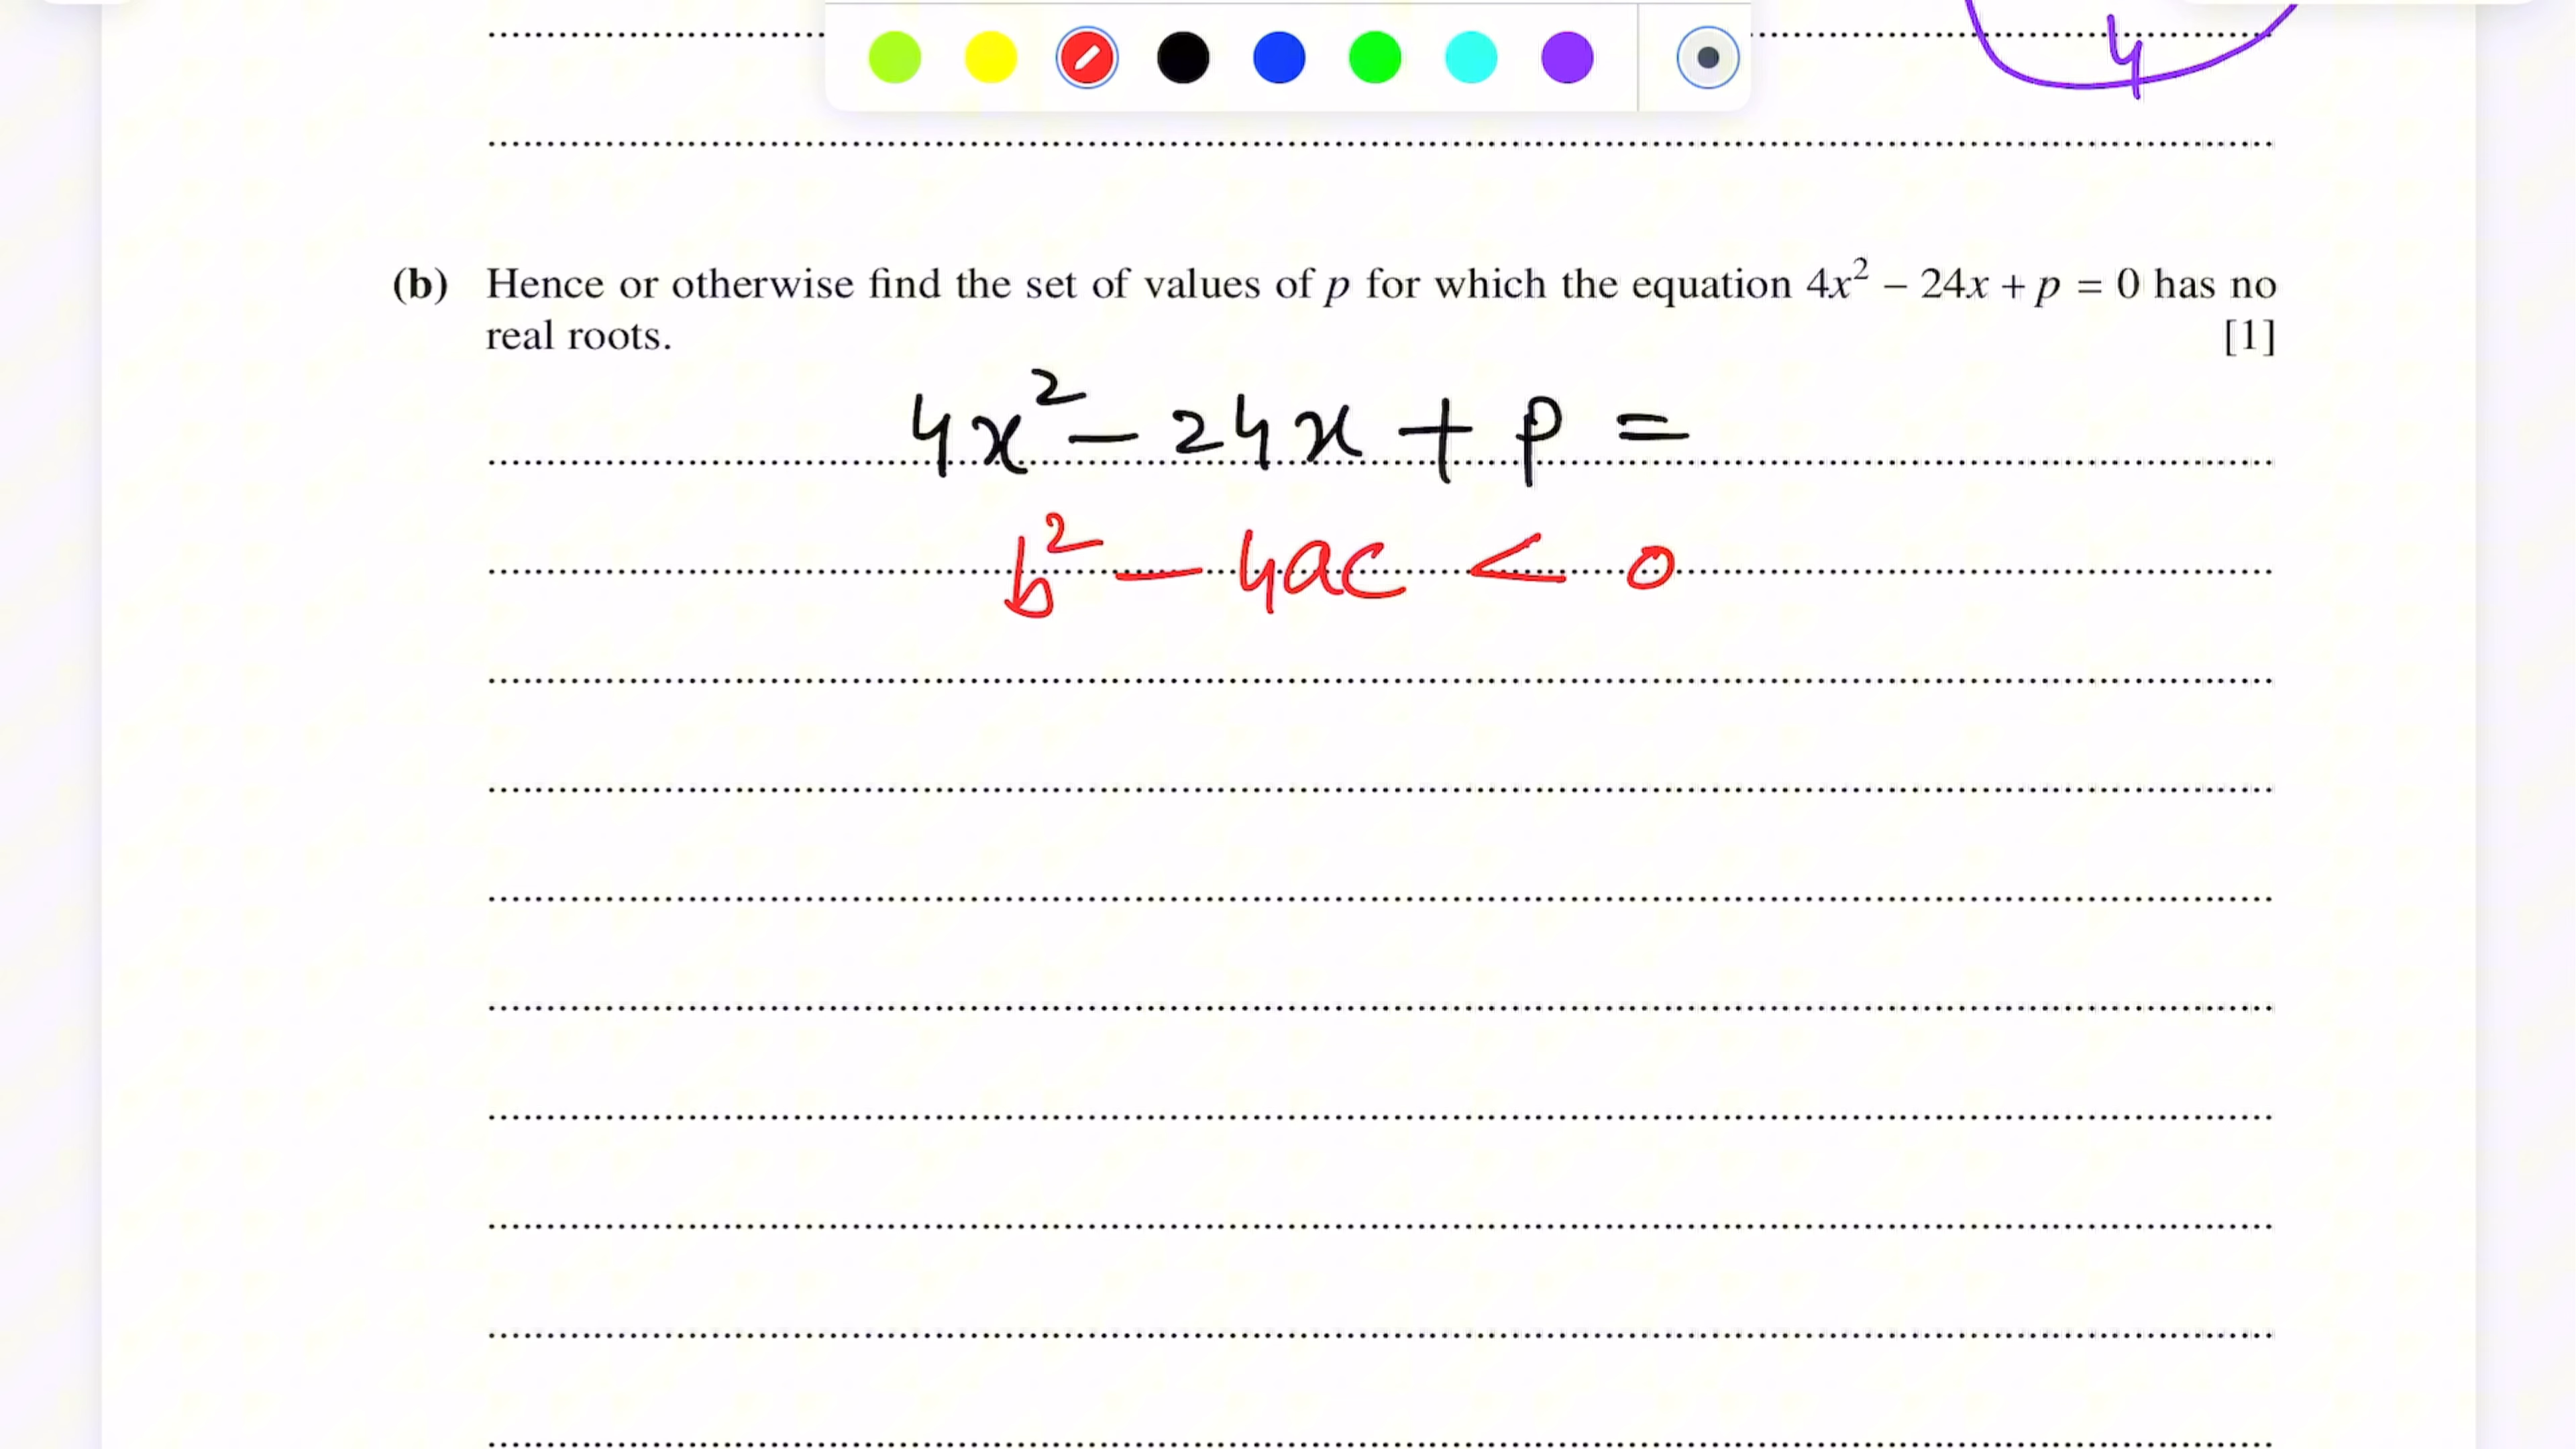 4
(b) Hence or otherwise find the set of values of p for which the equation 4x² − 24x + p = 0 has no
real roots. [1]
4x² − 24x + p =
b² − 4ac < 0